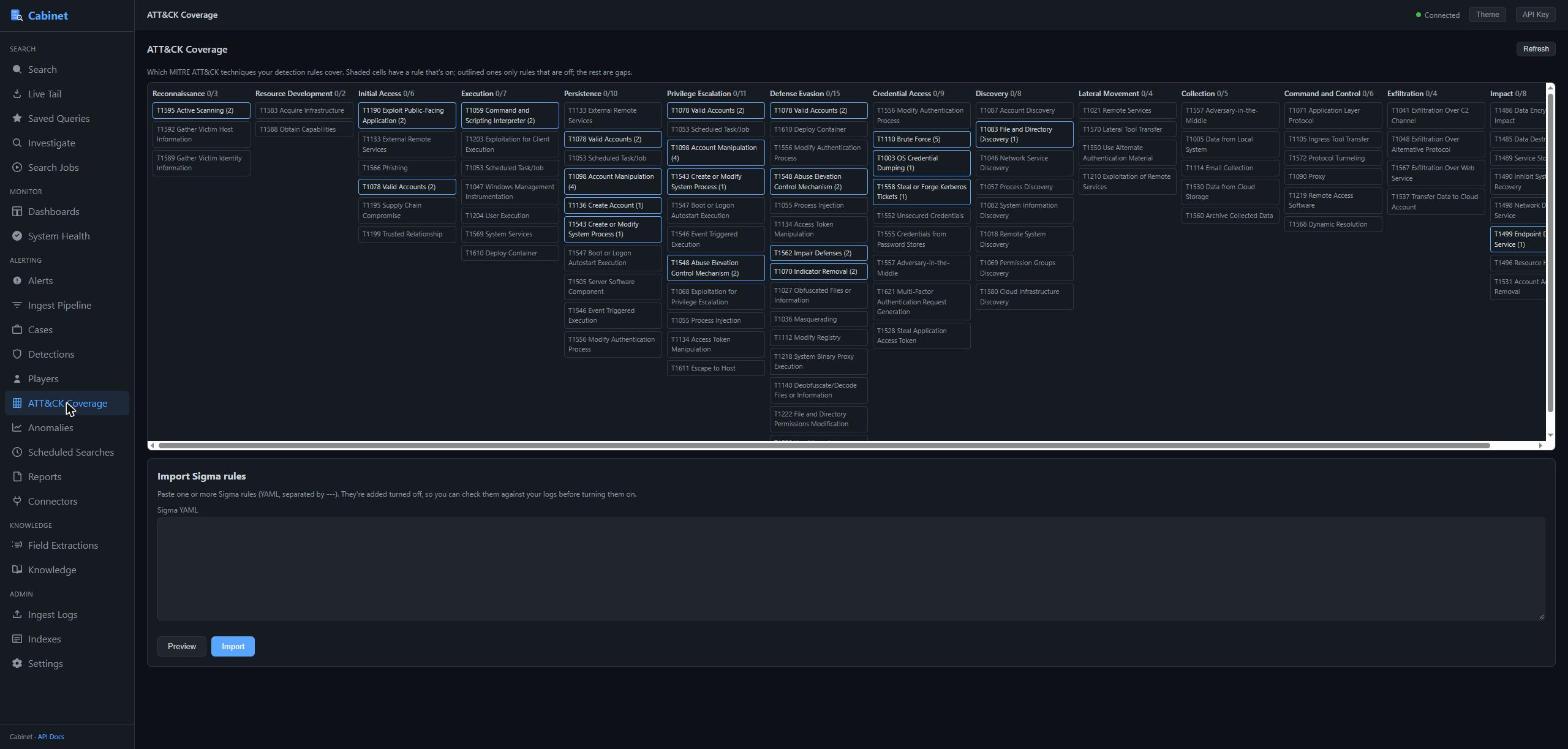 Cabinet
ATT&CK Coverage
Connected
Theme
API Key
SEARCH
Search
Live Tail
Saved Queries
Investigate
Search Jobs
MONITOR
Dashboards
System Health
ALERTING
Alerts
Ingest Pipeline
Cases
Detections
Players
ATT&CK Coverage
Anomalies
Scheduled Searches
Reports
Connectors
KNOWLEDGE
Field Extractions
Knowledge
ADMIN
Ingest Logs
Indexes
Settings
Cabinet · API Docs
ATT&CK Coverage
Refresh
Which MITRE ATT&CK techniques your detection rules cover. Shaded cells have a rule that's on; outlined ones only rules that are off; the rest are gaps.
Reconnaissance 0/3
T1595 Active Scanning (2)
T1592 Gather Victim Host
Information
T1589 Gather Victim Identity
Information
Resource Development 0/2
T1583 Acquire Infrastructure
T1588 Obtain Capabilities
Initial Access 0/6
T1190 Exploit Public-Facing
Application (2)
T1133 External Remote
Services
T1566 Phishing
T1078 Valid Accounts (2)
T1195 Supply Chain
Compromise
T1199 Trusted Relationship
Execution 0/7
T1059 Command and
Scripting Interpreter (2)
T1203 Exploitation for Client
Execution
T1053 Scheduled Task/Job
T1047 Windows Management
Instrumentation
T1204 User Execution
T1569 System Services
T1610 Deploy Container
Persistence 0/10
T1133 External Remote
Services
T1078 Valid Accounts (2)
T1053 Scheduled Task/Job
T1098 Account Manipulation
(4)
T1136 Create Account (1)
T1543 Create or Modify
System Process (1)
T1547 Boot or Logon
Autostart Execution
T1505 Server Software
Component
T1546 Event Triggered
Execution
T1556 Modify Authentication
Process
Privilege Escalation 0/11
T1078 Valid Accounts (2)
T1053 Scheduled Task/Job
T1098 Account Manipulation
(4)
T1543 Create or Modify
System Process (1)
T1547 Boot or Logon
Autostart Execution
T1546 Event Triggered
Execution
T1548 Abuse Elevation
Control Mechanism (2)
T1068 Exploitation for
Privilege Escalation
T1055 Process Injection
T1134 Access Token
Manipulation
T1611 Escape to Host
Defense Evasion 0/15
T1078 Valid Accounts (2)
T1610 Deploy Container
T1556 Modify Authentication
Process
T1548 Abuse Elevation
Control Mechanism (2)
T1055 Process Injection
T1134 Access Token
Manipulation
T1562 Impair Defenses (2)
T1070 Indicator Removal (2)
T1027 Obfuscated Files or
Information
T1036 Masquerading
T1112 Modify Registry
T1218 System Binary Proxy
Execution
T1140 Deobfuscate/Decode
Files or Information
T1222 File and Directory
Permissions Modification
Credential Access 0/9
T1556 Modify Authentication
Process
T1110 Brute Force (5)
T1003 OS Credential
Dumping (1)
T1558 Steal or Forge Kerberos
Tickets (1)
T1552 Unsecured Credentials
T1555 Credentials from
Password Stores
T1557 Adversary-in-the-
Middle
T1621 Multi-Factor
Authentication Request
Generation
T1528 Steal Application
Access Token
Discovery 0/8
T1087 Account Discovery
T1083 File and Directory
Discovery (1)
T1046 Network Service
Discovery
T1057 Process Discovery
T1082 System Information
Discovery
T1018 Remote System
Discovery
T1069 Permission Groups
Discovery
T1580 Cloud Infrastructure
Discovery
Lateral Movement 0/4
T1021 Remote Services
T1570 Lateral Tool Transfer
T1550 Use Alternate
Authentication Material
T1210 Exploitation of Remote
Services
Collection 0/5
T1557 Adversary-in-the-
Middle
T1005 Data from Local
System
T1114 Email Collection
T1530 Data from Cloud
Storage
T1560 Archive Collected Data
Command and Control 0/6
T1071 Application Layer
Protocol
T1105 Ingress Tool Transfer
T1572 Protocol Tunneling
T1090 Proxy
T1219 Remote Access
Software
T1568 Dynamic Resolution
Exfiltration 0/4
T1041 Exfiltration Over C2
Channel
T1048 Exfiltration Over
Alternative Protocol
T1567 Exfiltration Over Web
Service
T1537 Transfer Data to Cloud
Account
Impact 0/8
T1486 Data Encry
Impact
T1485 Data Destr
T1489 Service Sto
T1490 Inhibit Syst
Recovery
T1498 Network D
Service
T1499 Endpoint D
Service (1)
T1496 Resource H
T1531 Account A
Removal
Import Sigma rules
Paste one or more Sigma rules (YAML, separated by ---). They're added turned off, so you can check them against your logs before turning them on.
Sigma YAML
Preview
Import